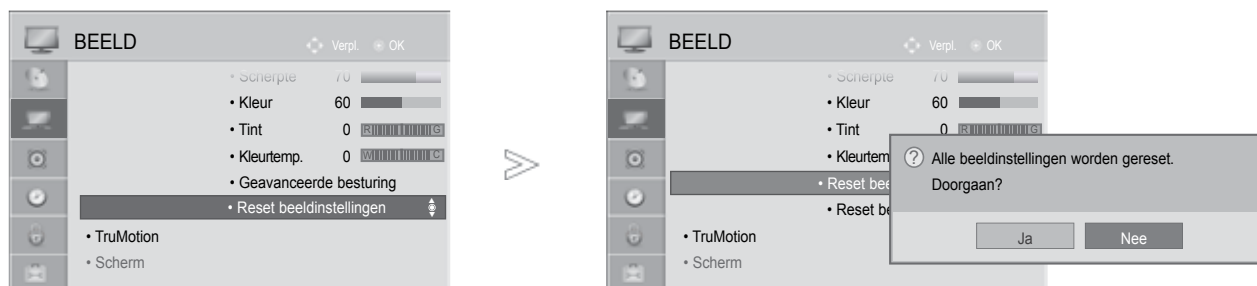 BEELD Verpl. OK
• Scherpte 70
• Kleur 60
• Tint 0 R G
• Kleurtemp. 0 W C
• Geavanceerde besturing
• Reset beeldinstellingen
• TruMotion
• Scherm
BEELD Verpl. OK
• Scherpte 70
• Kleur 60
• Tint 0 R G
• Kleurtem
• Reset bee
• Reset be
• TruMotion
• Scherm
? Alle beeldinstellingen worden gereset.
Doorgaan?
Ja Nee